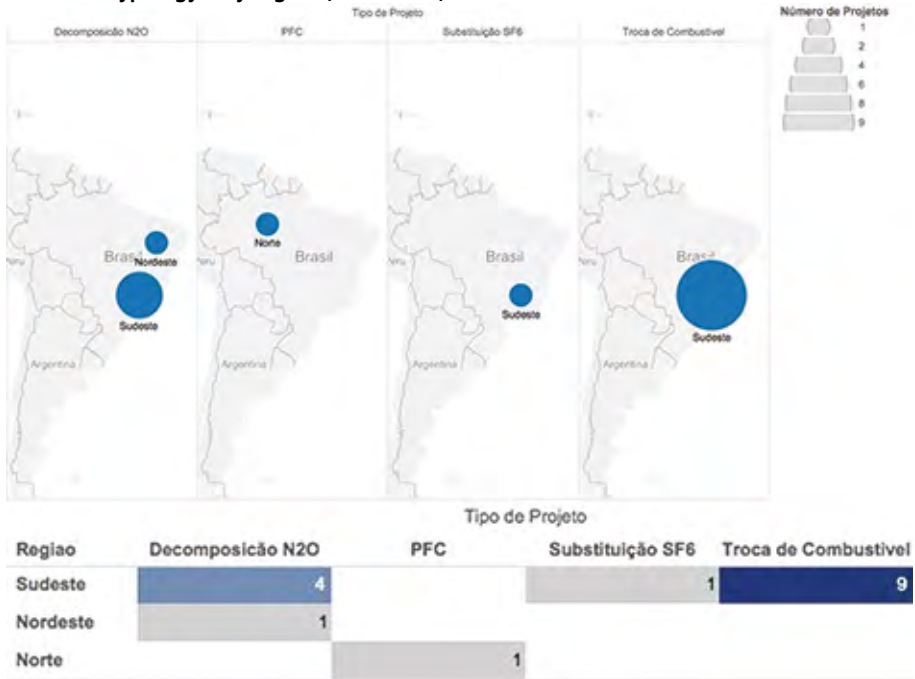 Tipo de Projeto
Decomposicão N2O
PFC
Substituição SF6
Troca de Combustivel
Número de Projetos
1
2
4
6
8
9
Brasil
Nordeste
Sudeste
Argentina
Norte
Brasil
Argentina
Brasil
Sudeste
Argentina
Brasil
Sudeste
Argentina
Tipo de Projeto
Regiao Decomposicão N2O PFC Substituição SF6 Troca de Combustivel
Sudeste 4 1 9
Nordeste 1
Norte 1